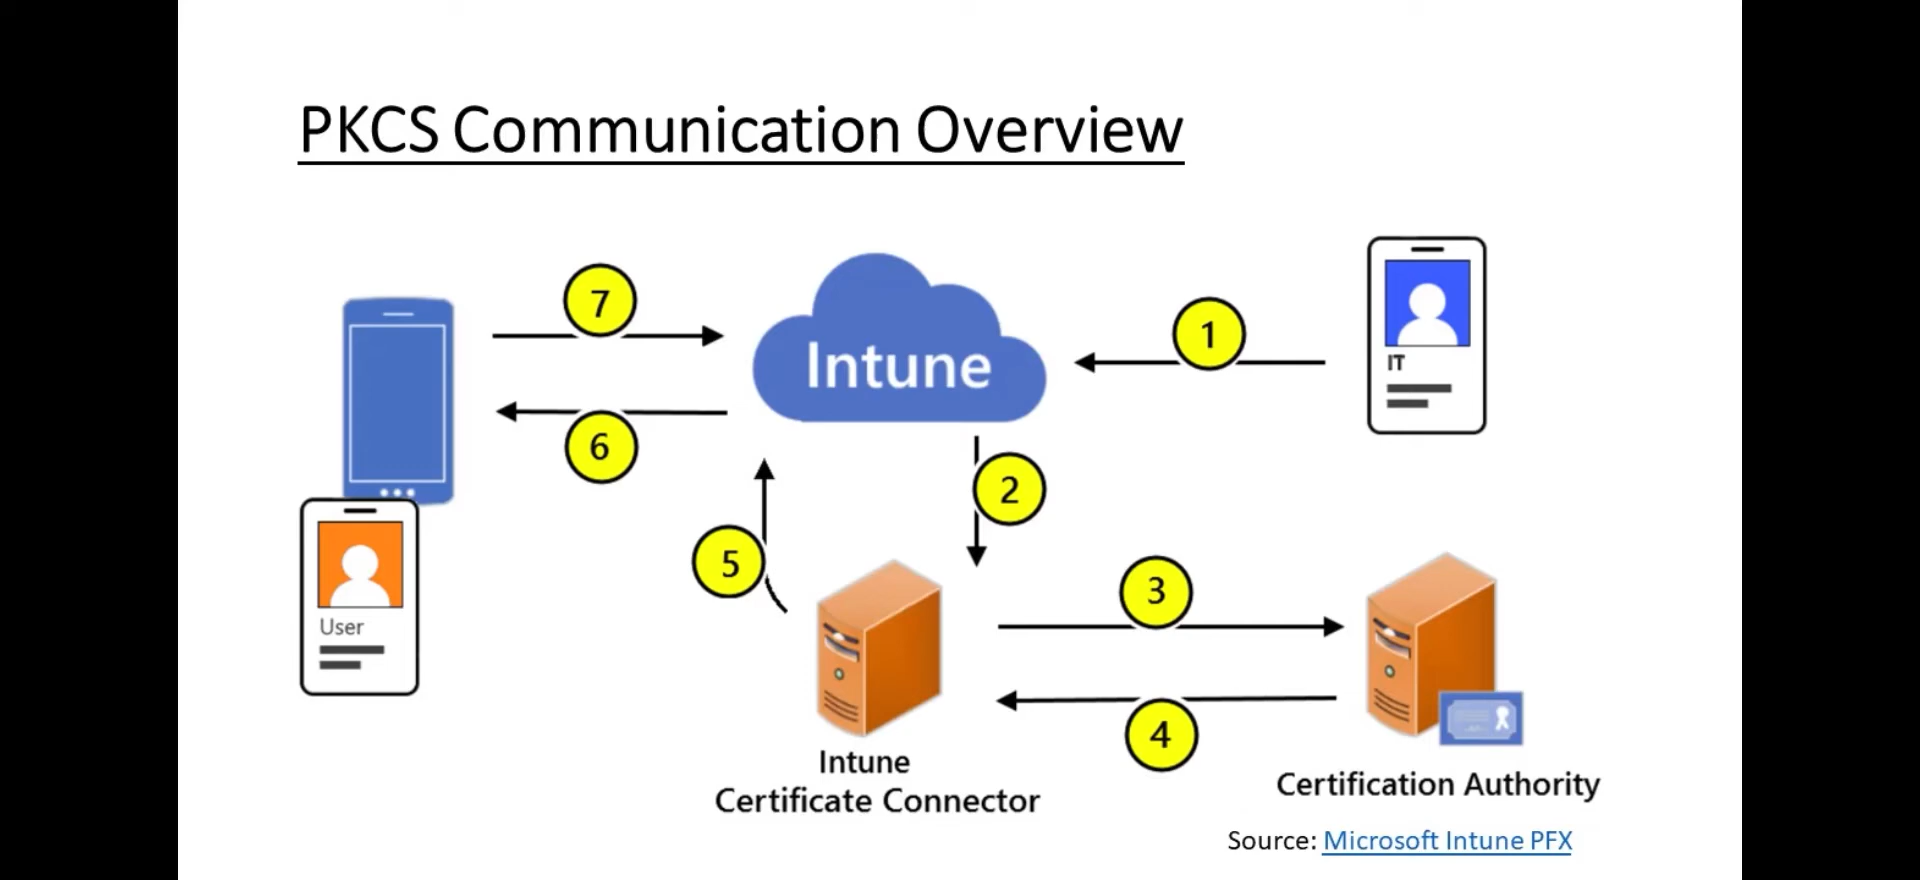 PKCS Communication Overview
7
Intune
1
IT
6
2
5
3
User
4
Intune
Certificate Connector
Certification Authority
Source: Microsoft Intune PFX